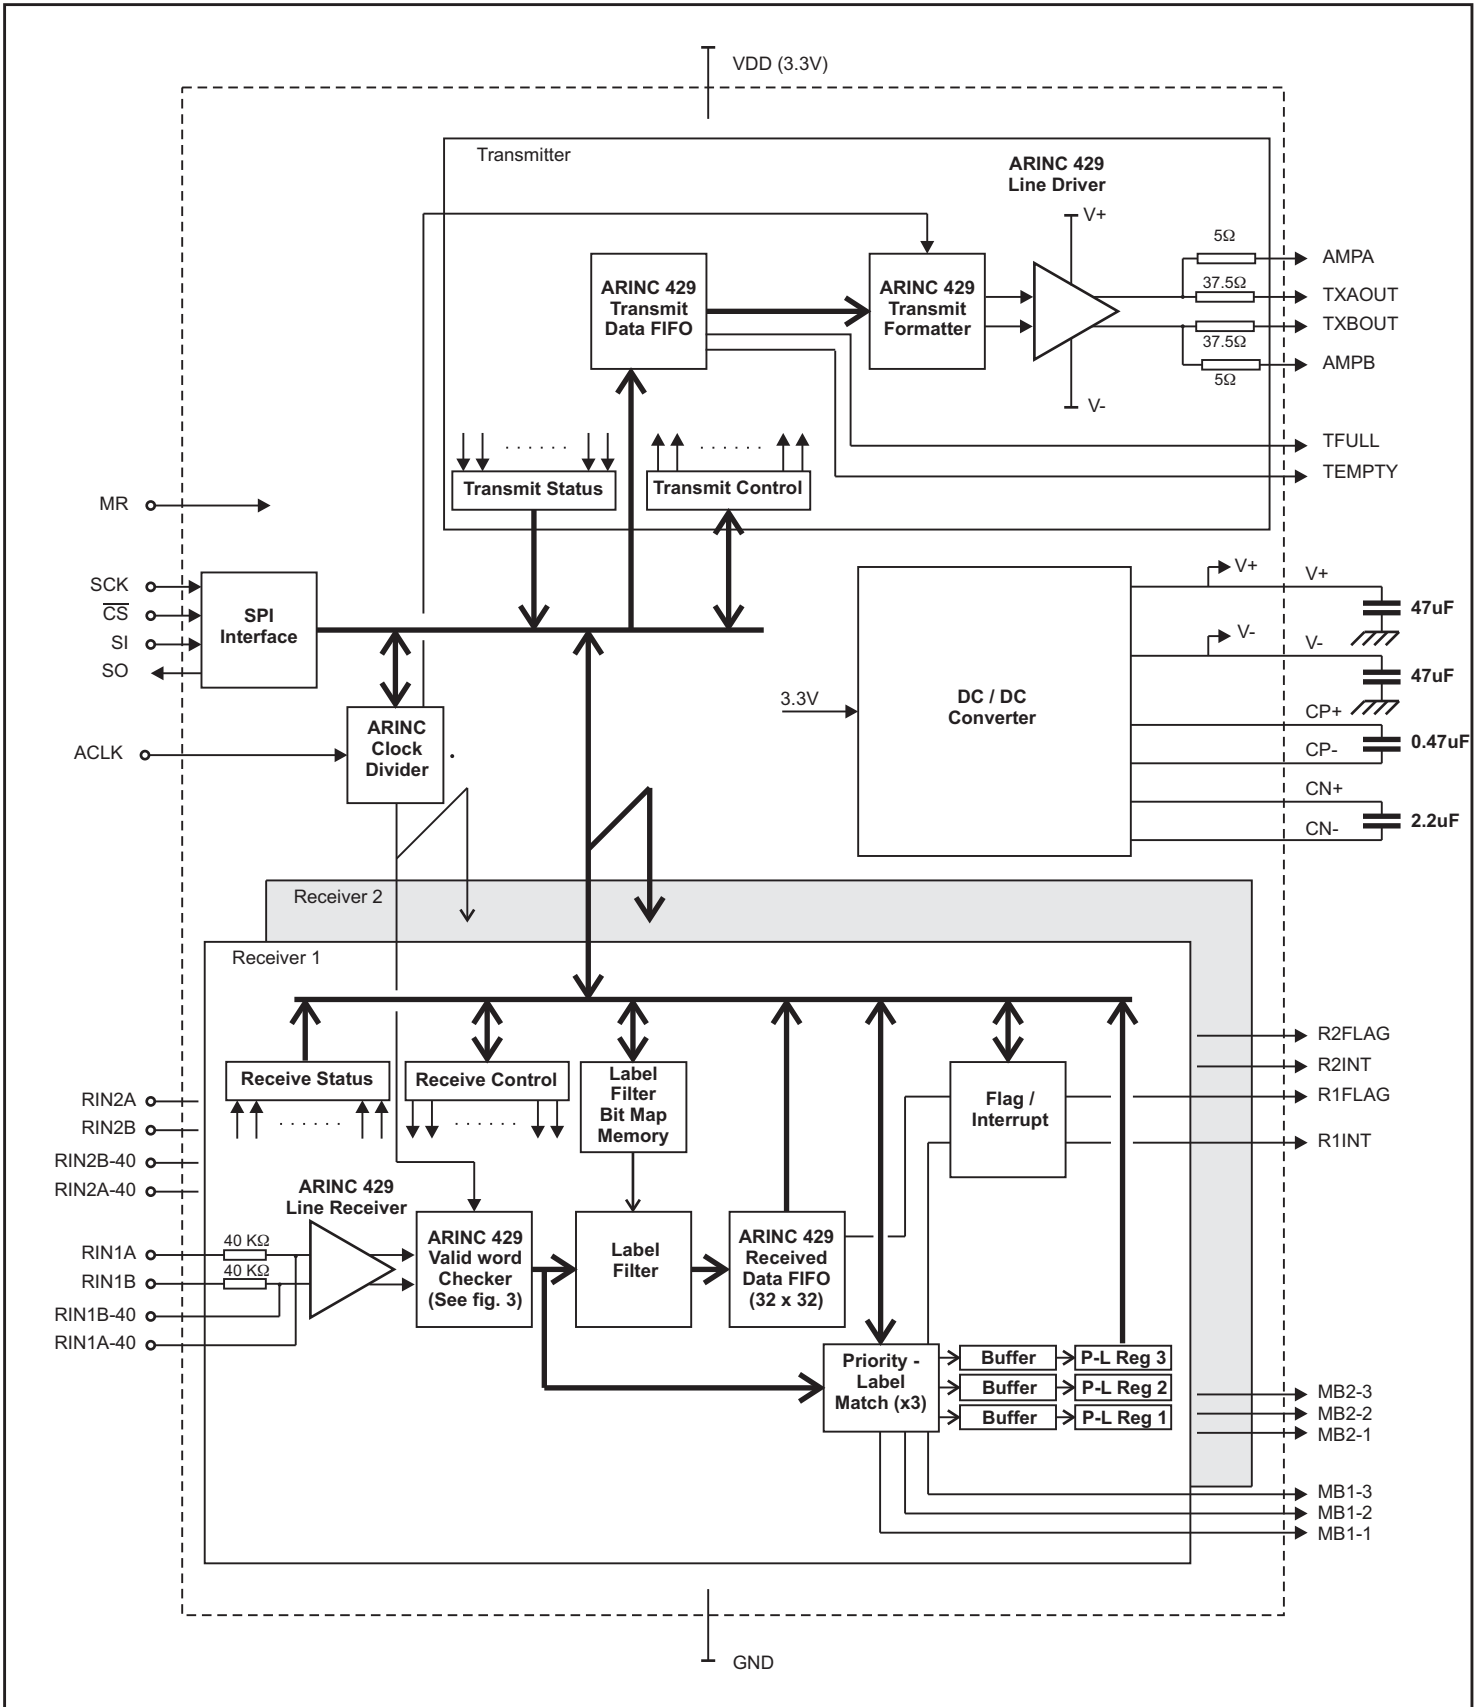 VDD (3.3V)
Transmitter
ARINC 429
Line Driver
V+
5Ω
AMPA
ARINC 429
Transmit
Data FIFO
ARINC 429
Transmit
Formatter
37.5Ω
TXAOUT
TXBOUT
37.5Ω
AMPB
5Ω
V-
TFULL
TEMPTY
. . . . . .
. . . . . .
Transmit Status
Transmit Control
MR
SCK
CS
SI
SO
SPI
Interface
V+
V+
47uF
V-
V-
47uF
3.3V
DC / DC
Converter
CP+
CP-
0.47uF
CN+
CN-
2.2uF
ACLK
ARINC
Clock
Divider
.
Receiver 2
Receiver 1
R2FLAG
R2INT
R1FLAG
R1INT
Receive Status
Receive Control
Label
Filter
Bit Map
Memory
Flag /
Interrupt
. . . . . .
. . . . . .
RIN2A
RIN2B
RIN2B-40
RIN2A-40
ARINC 429
Line Receiver
RIN1A
40 KΩ
RIN1B
40 KΩ
RIN1B-40
RIN1A-40
ARINC 429
Valid word
Checker
(See fig. 3)
Label
Filter
ARINC 429
Received
Data FIFO
(32 x 32)
Priority -
Label
Match (x3)
Buffer
P-L Reg 3
Buffer
P-L Reg 2
Buffer
P-L Reg 1
MB2-3
MB2-2
MB2-1
MB1-3
MB1-2
MB1-1
GND